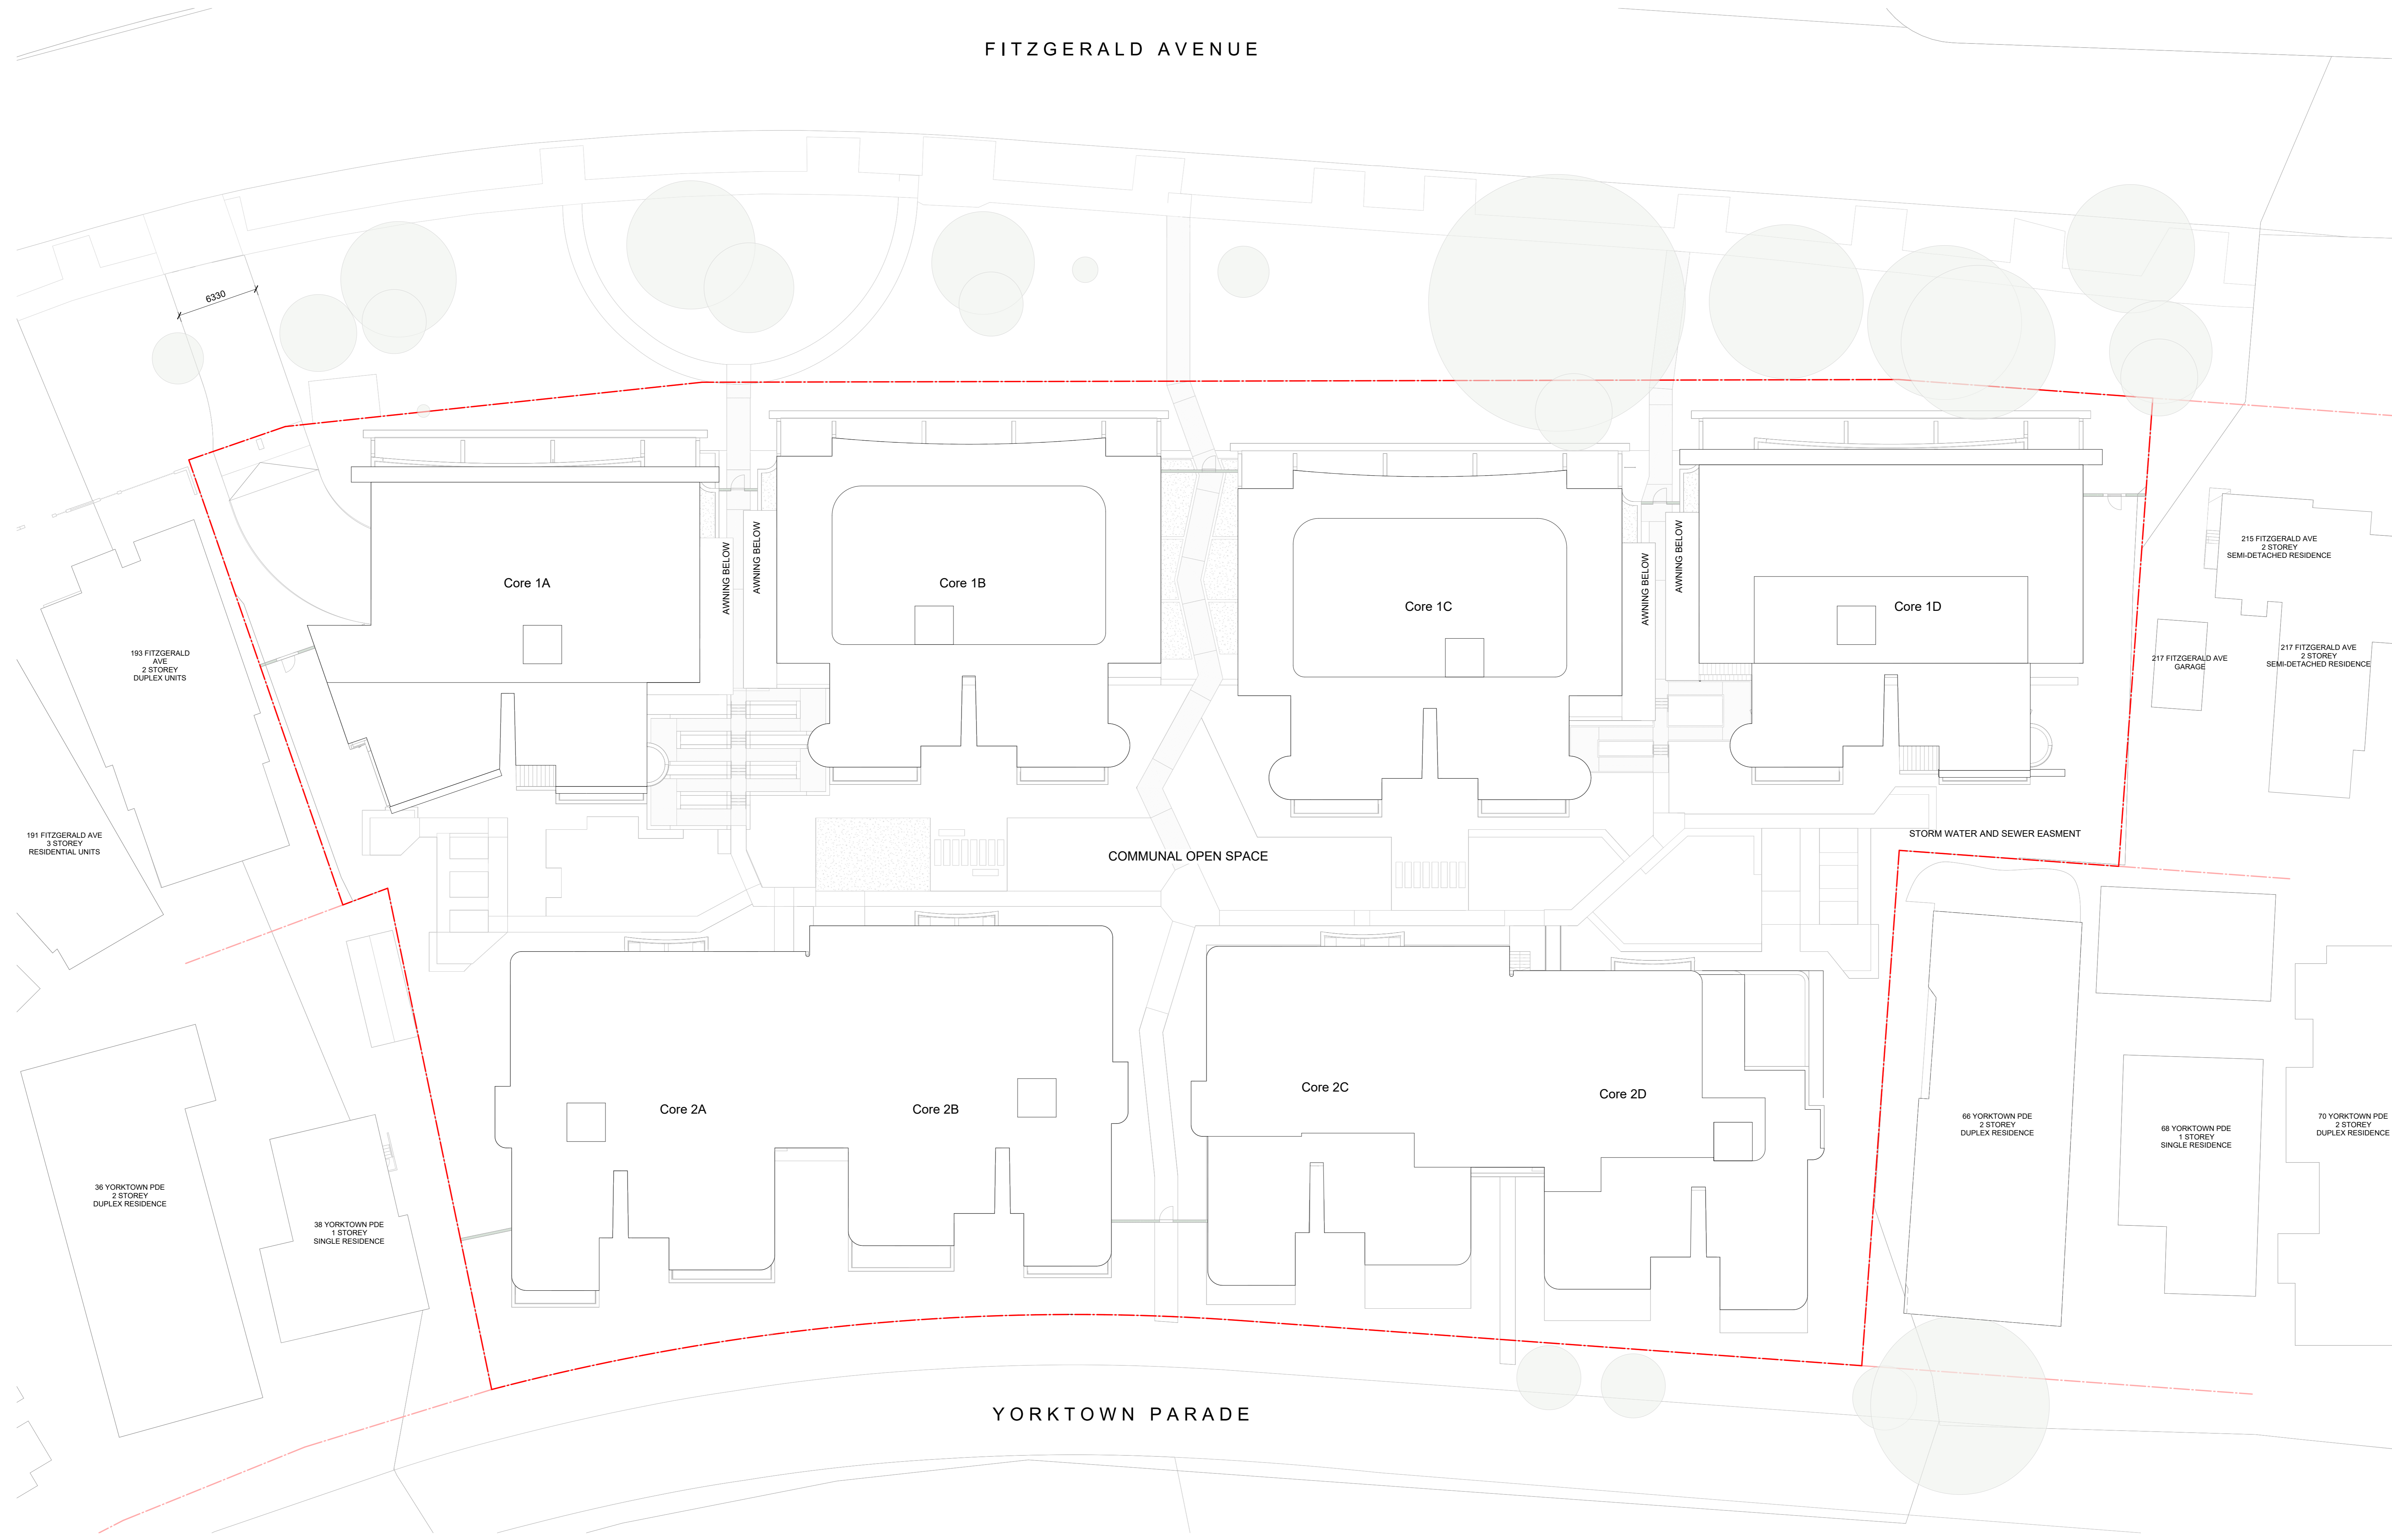 FITZGERALD AVENUE
6330
AWNING BELOW
AWNING BELOW
AWNING BELOW
AWNING BELOW
Core 1A
Core 1B
Core 1C
Core 1D
215 FITZGERALD AVE
2 STOREY
SEMI-DETACHED RESIDENCE
193 FITZGERALD
AVE
2 STOREY
DUPLEX UNITS
217 FITZGERALD AVE
GARAGE
217 FITZGERALD AVE
2 STOREY
SEMI-DETACHED RESIDENCE
191 FITZGERALD AVE
3 STOREY
RESIDENTIAL UNITS
STORM WATER AND SEWER EASMENT
COMMUNAL OPEN SPACE
Core 2A
Core 2B
Core 2C
Core 2D
66 YORKTOWN PDE
2 STOREY
DUPLEX RESIDENCE
68 YORKTOWN PDE
1 STOREY
SINGLE RESIDENCE
70 YORKTOWN PDE
2 STOREY
DUPLEX RESIDENCE
36 YORKTOWN PDE
2 STOREY
DUPLEX RESIDENCE
38 YORKTOWN PDE
1 STOREY
SINGLE RESIDENCE
YORKTOWN PARADE